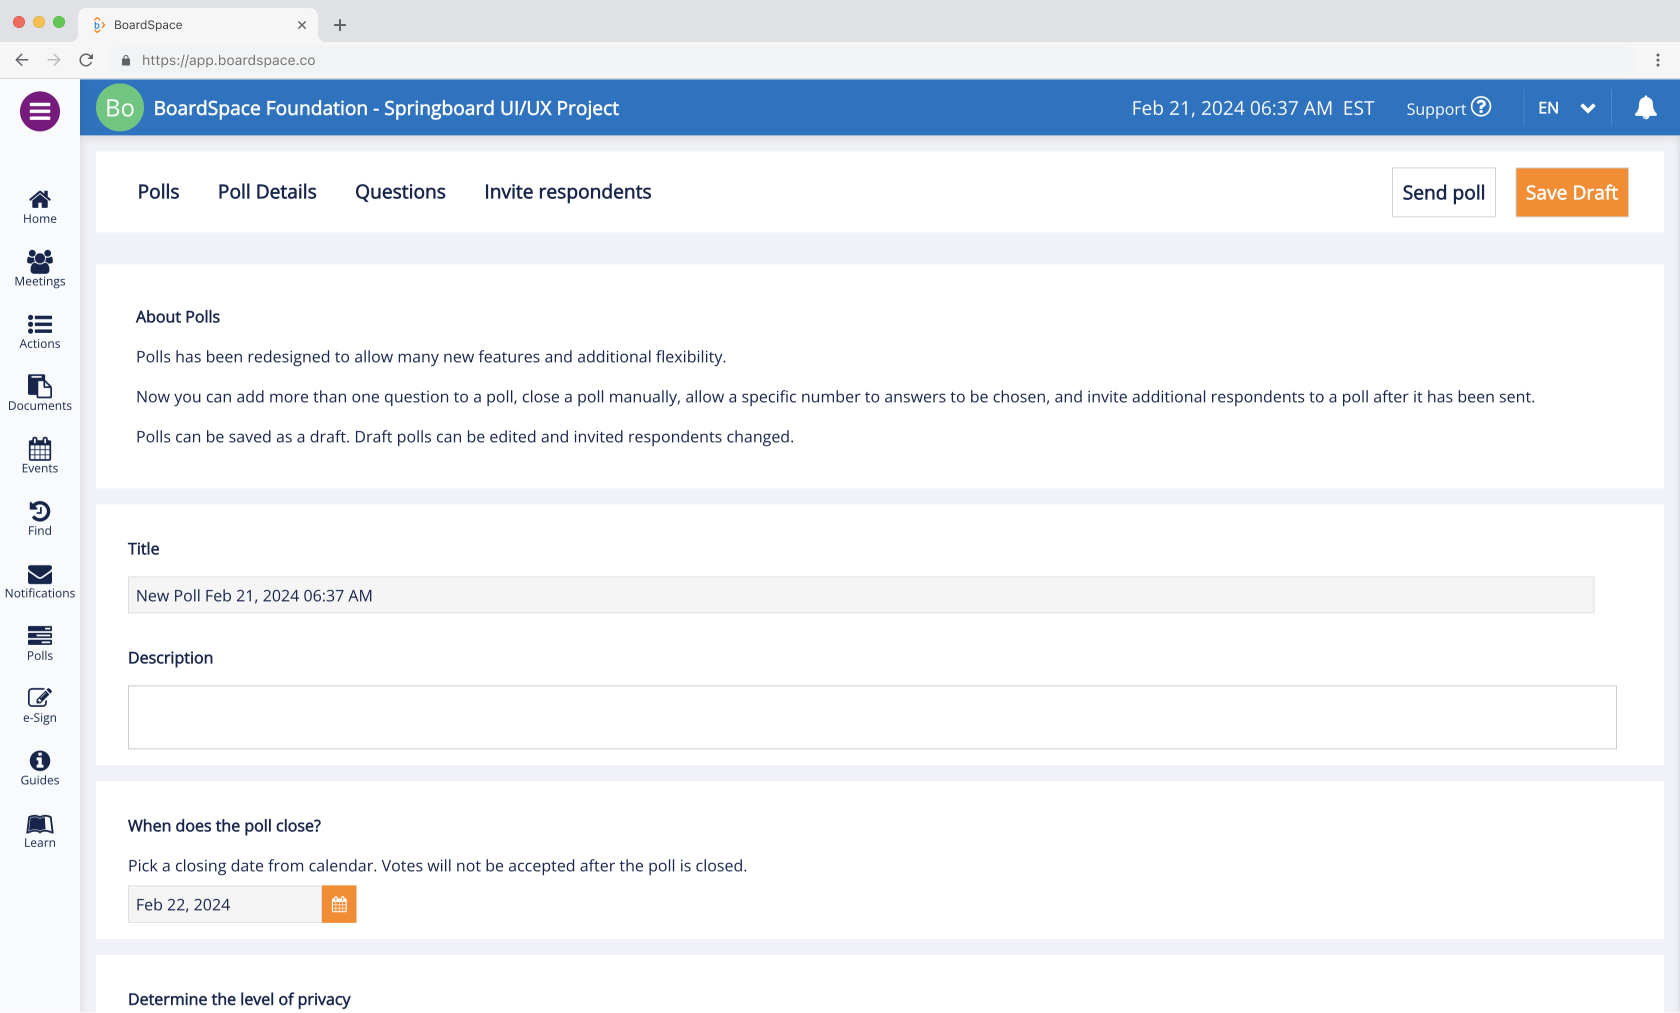 BoardSpace
https://app.boardspace.co
Bo BoardSpace Foundation - Springboard UI/UX Project
Feb 21, 2024 06:37 AM EST
Support ?
EN
Home
Meetings
Actions
Documents
Events
Find
Notifications
Polls
e-Sign
Guides
Learn
Polls Poll Details Questions Invite respondents
Send poll
Save Draft
About Polls
Polls has been redesigned to allow many new features and additional flexibility.
Now you can add more than one question to a poll, close a poll manually, allow a specific number to answers to be chosen, and invite additional respondents to a poll after it has been sent.
Polls can be saved as a draft. Draft polls can be edited and invited respondents changed.
Title
New Poll Feb 21, 2024 06:37 AM
Description
When does the poll close?
Pick a closing date from calendar. Votes will not be accepted after the poll is closed.
Feb 22, 2024
Determine the level of privacy